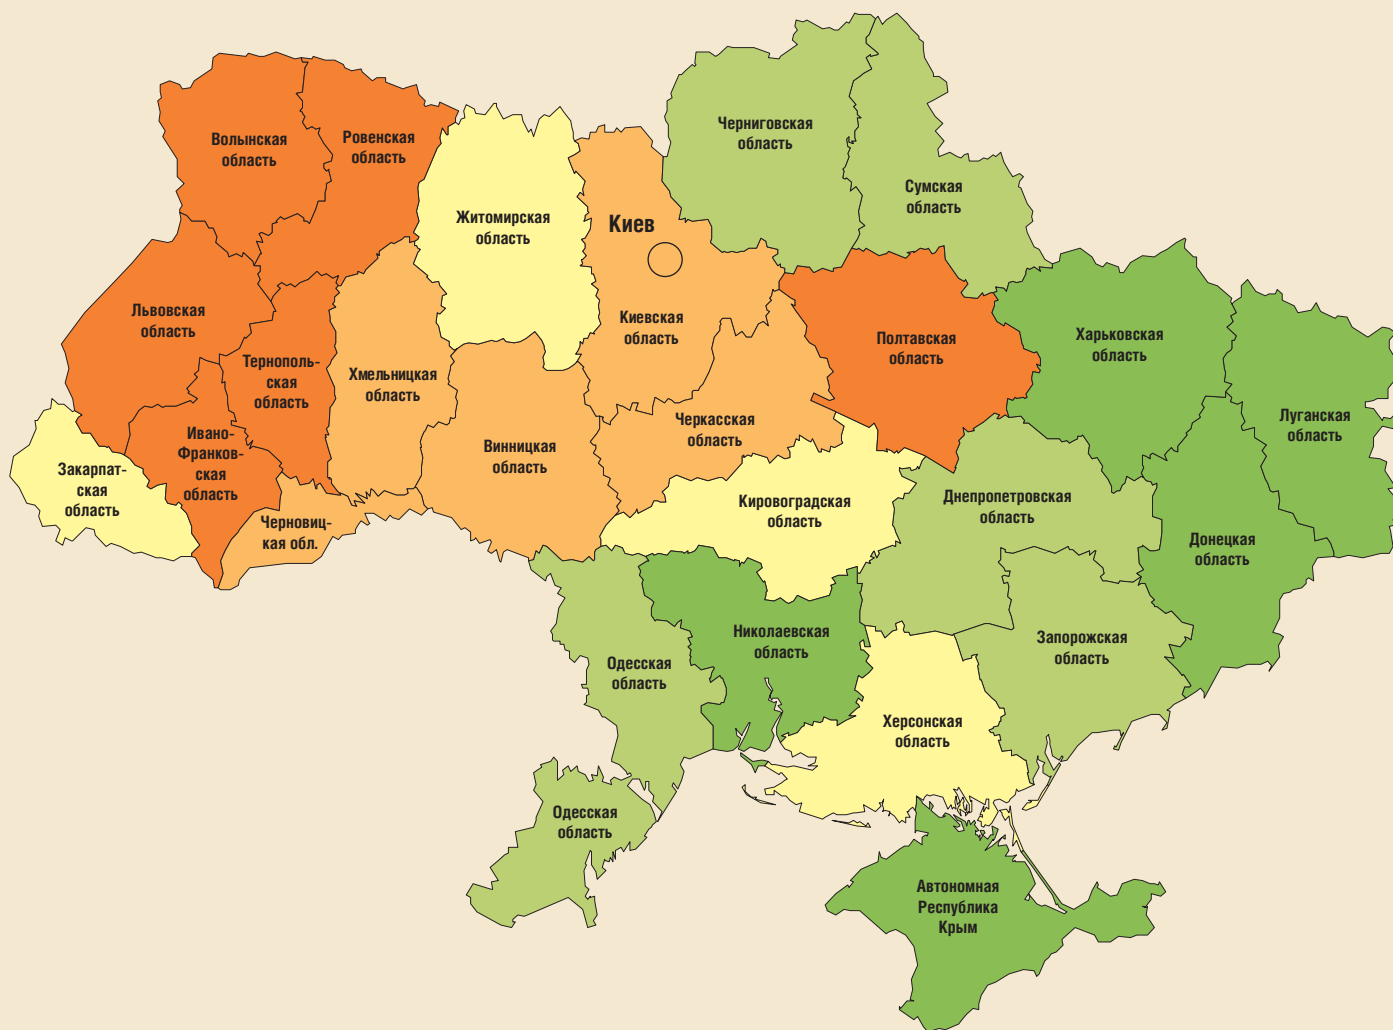 Волынская
область
Ровенская
область
Житомирская
область
Киев
Черниговская
область
Сумская
область
Львовская
область
Тернополь-
ская
область
Хмельницкая
область
Киевская
область
Полтавская
область
Харьковская
область
Луганская
область
Закарпат-
ская
область
Ивано-
Франков-
ская
область
Черновиц-
кая обл.
Винницкая
область
Черкасская
область
Кировоградская
область
Днепропетровская
область
Донецкая
область
Одесская
область
Николаевская
область
Запорожская
область
Херсонская
область
Одесская
область
Автономная
Республика
Крым